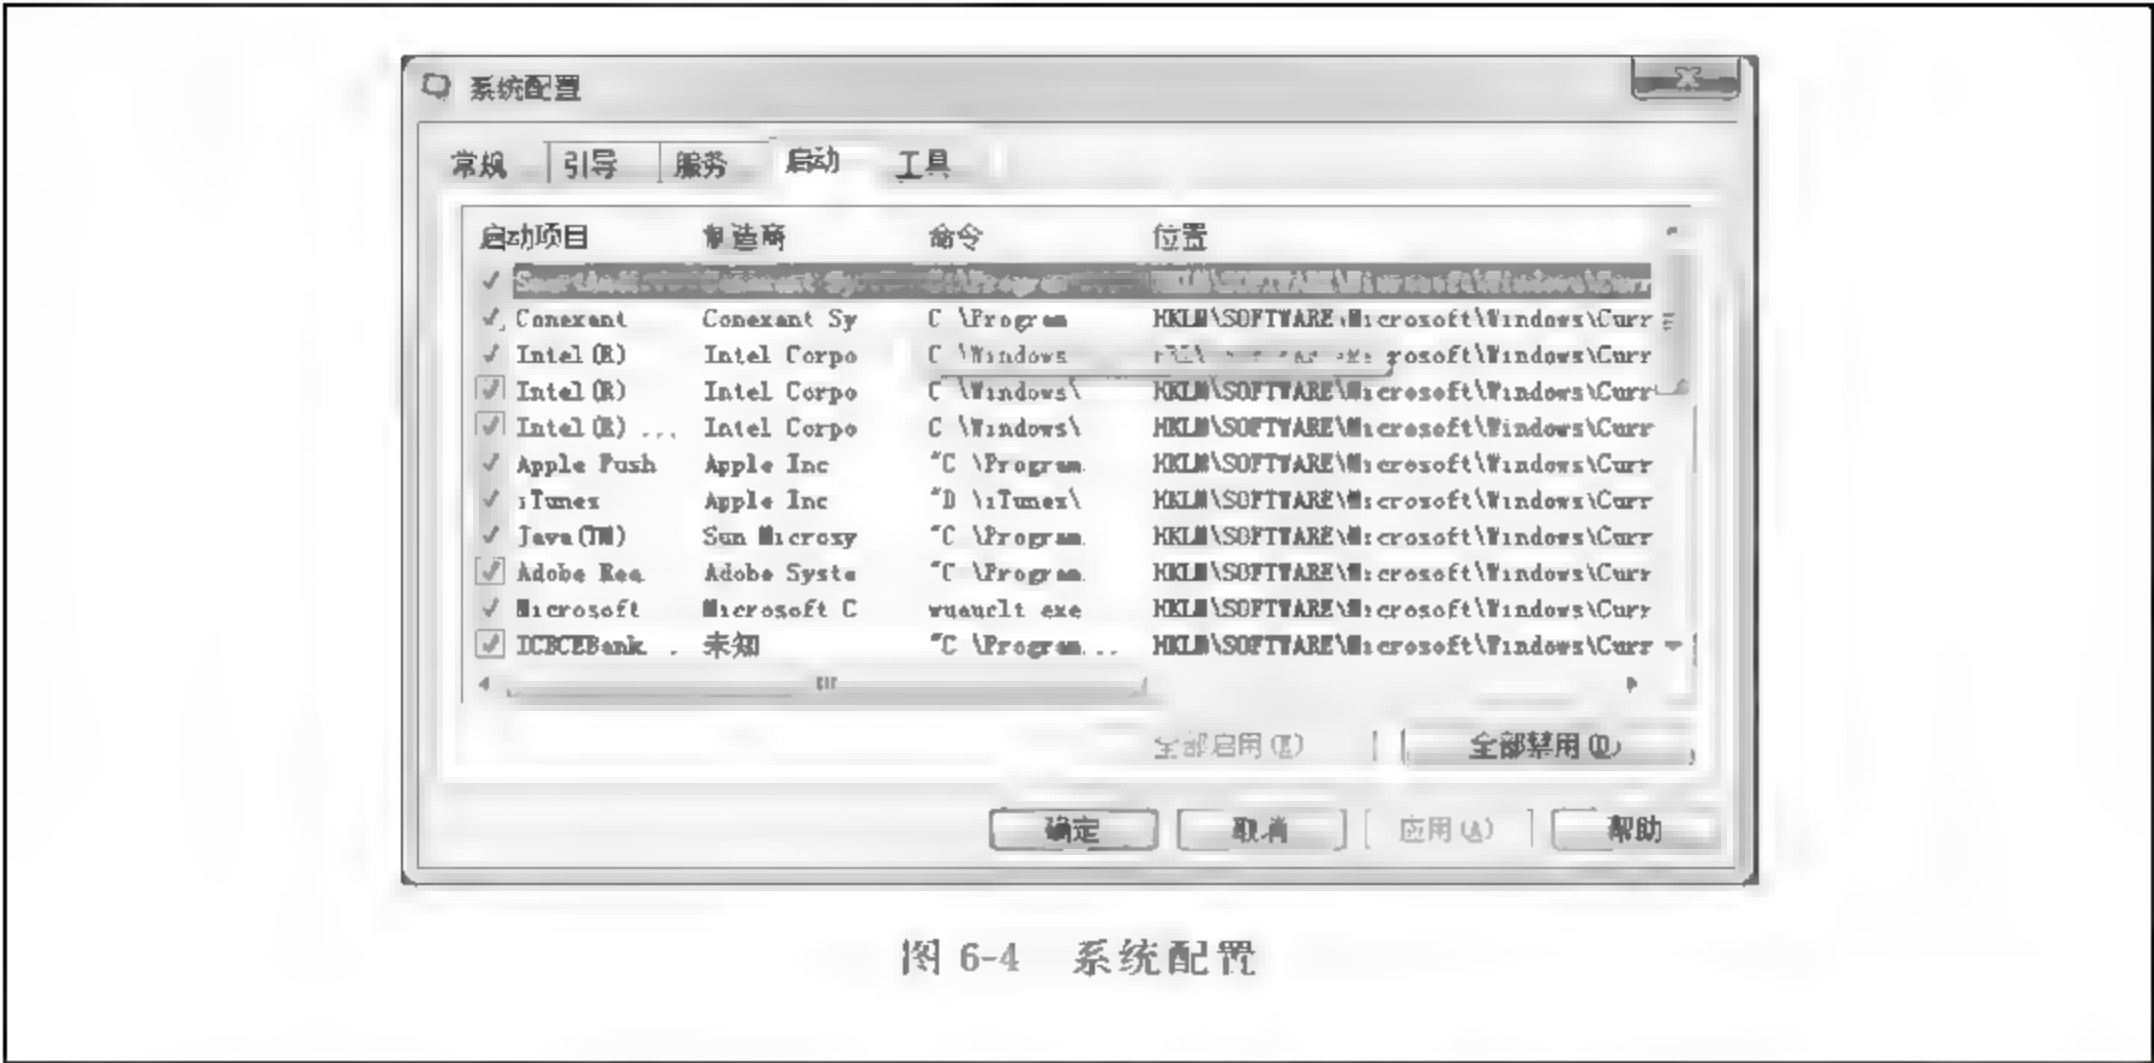 系统配置
常规 引导 服务 启动 工具
启动项目 制造商 命令 位置
Conexant Conexant Sy C \Program HKLM\SOFTWARE\Microsoft\Windows\Curr
Intel(R) Intel Corpo C \Windows rosoft\Windows\Curr
Intel(R) Intel Corpo C \Windows\ HKLM\SOFTWARE\Microsoft\Windows\Curr
Intel(R) ... Intel Corpo C \Windows\ HKLM\SOFTWARE\Microsoft\Windows\Curr
Apple Push Apple Inc "C \Program HKLM\SOFTWARE\Microsoft\Windows\Curr
iTunes Apple Inc "D \iTunes\ HKLM\SOFTWARE\Microsoft\Windows\Curr
Java(TM) Sun Microsy "C \Program HKLM\SOFTWARE\Microsoft\Windows\Curr
Adobe Rea Adobe Syste "C \Program HKLM\SOFTWARE\Microsoft\Windows\Curr
Microsoft Microsoft C wuauclt exe HKLM\SOFTWARE\Microsoft\Windows\Curr
ICBCEBank . 未知 "C \Program... HKLM\SOFTWARE\Microsoft\Windows\Curr
全部启用(E) 全部禁用(D)
确定 取消 应用(A) 帮助
图 6-4 系统配置